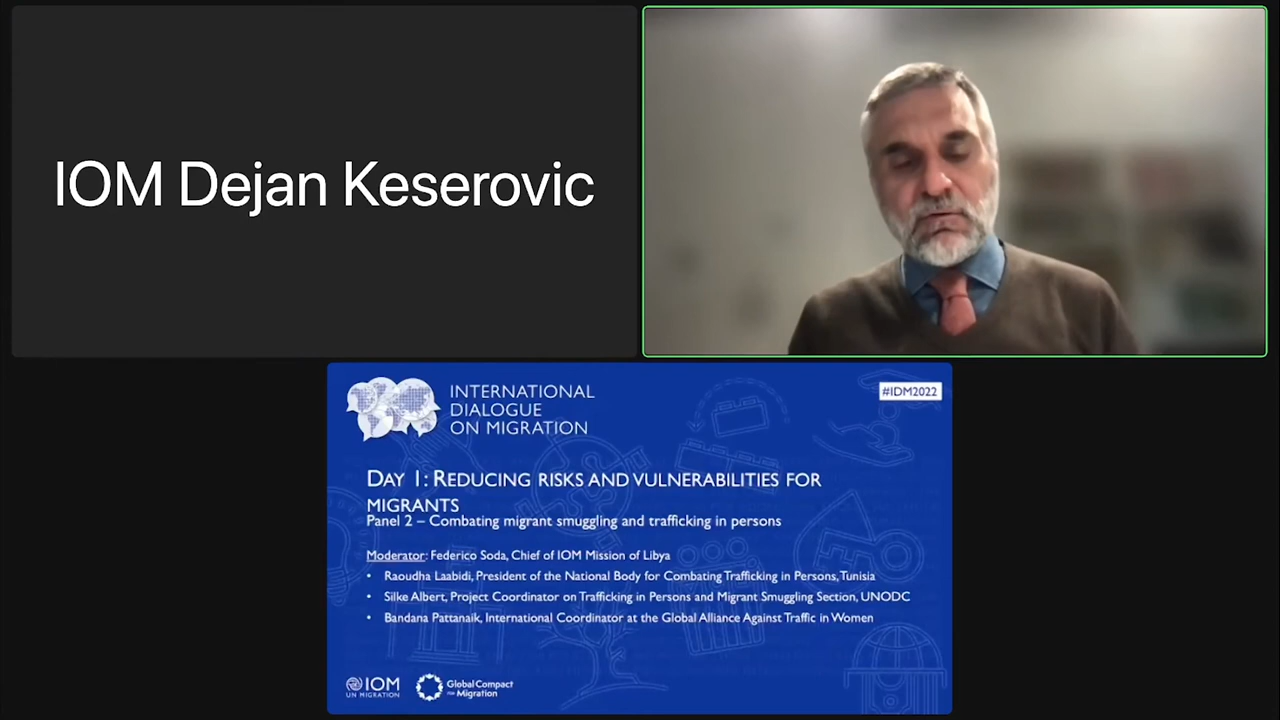 IOM Dejan Keserovic
INTERNATIONAL
DIALOGUE
ON MIGRATION
#IDM2022
DAY 1: REDUCING RISKS AND VULNERABILITIES FOR
MIGRANTS
Panel 2 – Combating migrant smuggling and trafficking in persons
Moderator: Federico Soda, Chief of IOM Mission of Libya
• Raoudha Laabidi, President of the National Body for Combating Trafficking in Persons, Tunisia
• Silke Albert, Project Coordinator on Trafficking in Persons and Migrant Smuggling Section, UNODC
• Bandana Pattanaik, International Coordinator at the Global Alliance Against Traffic in Women
IOM
UN MIGRATION
Global Compact
FOR Migration